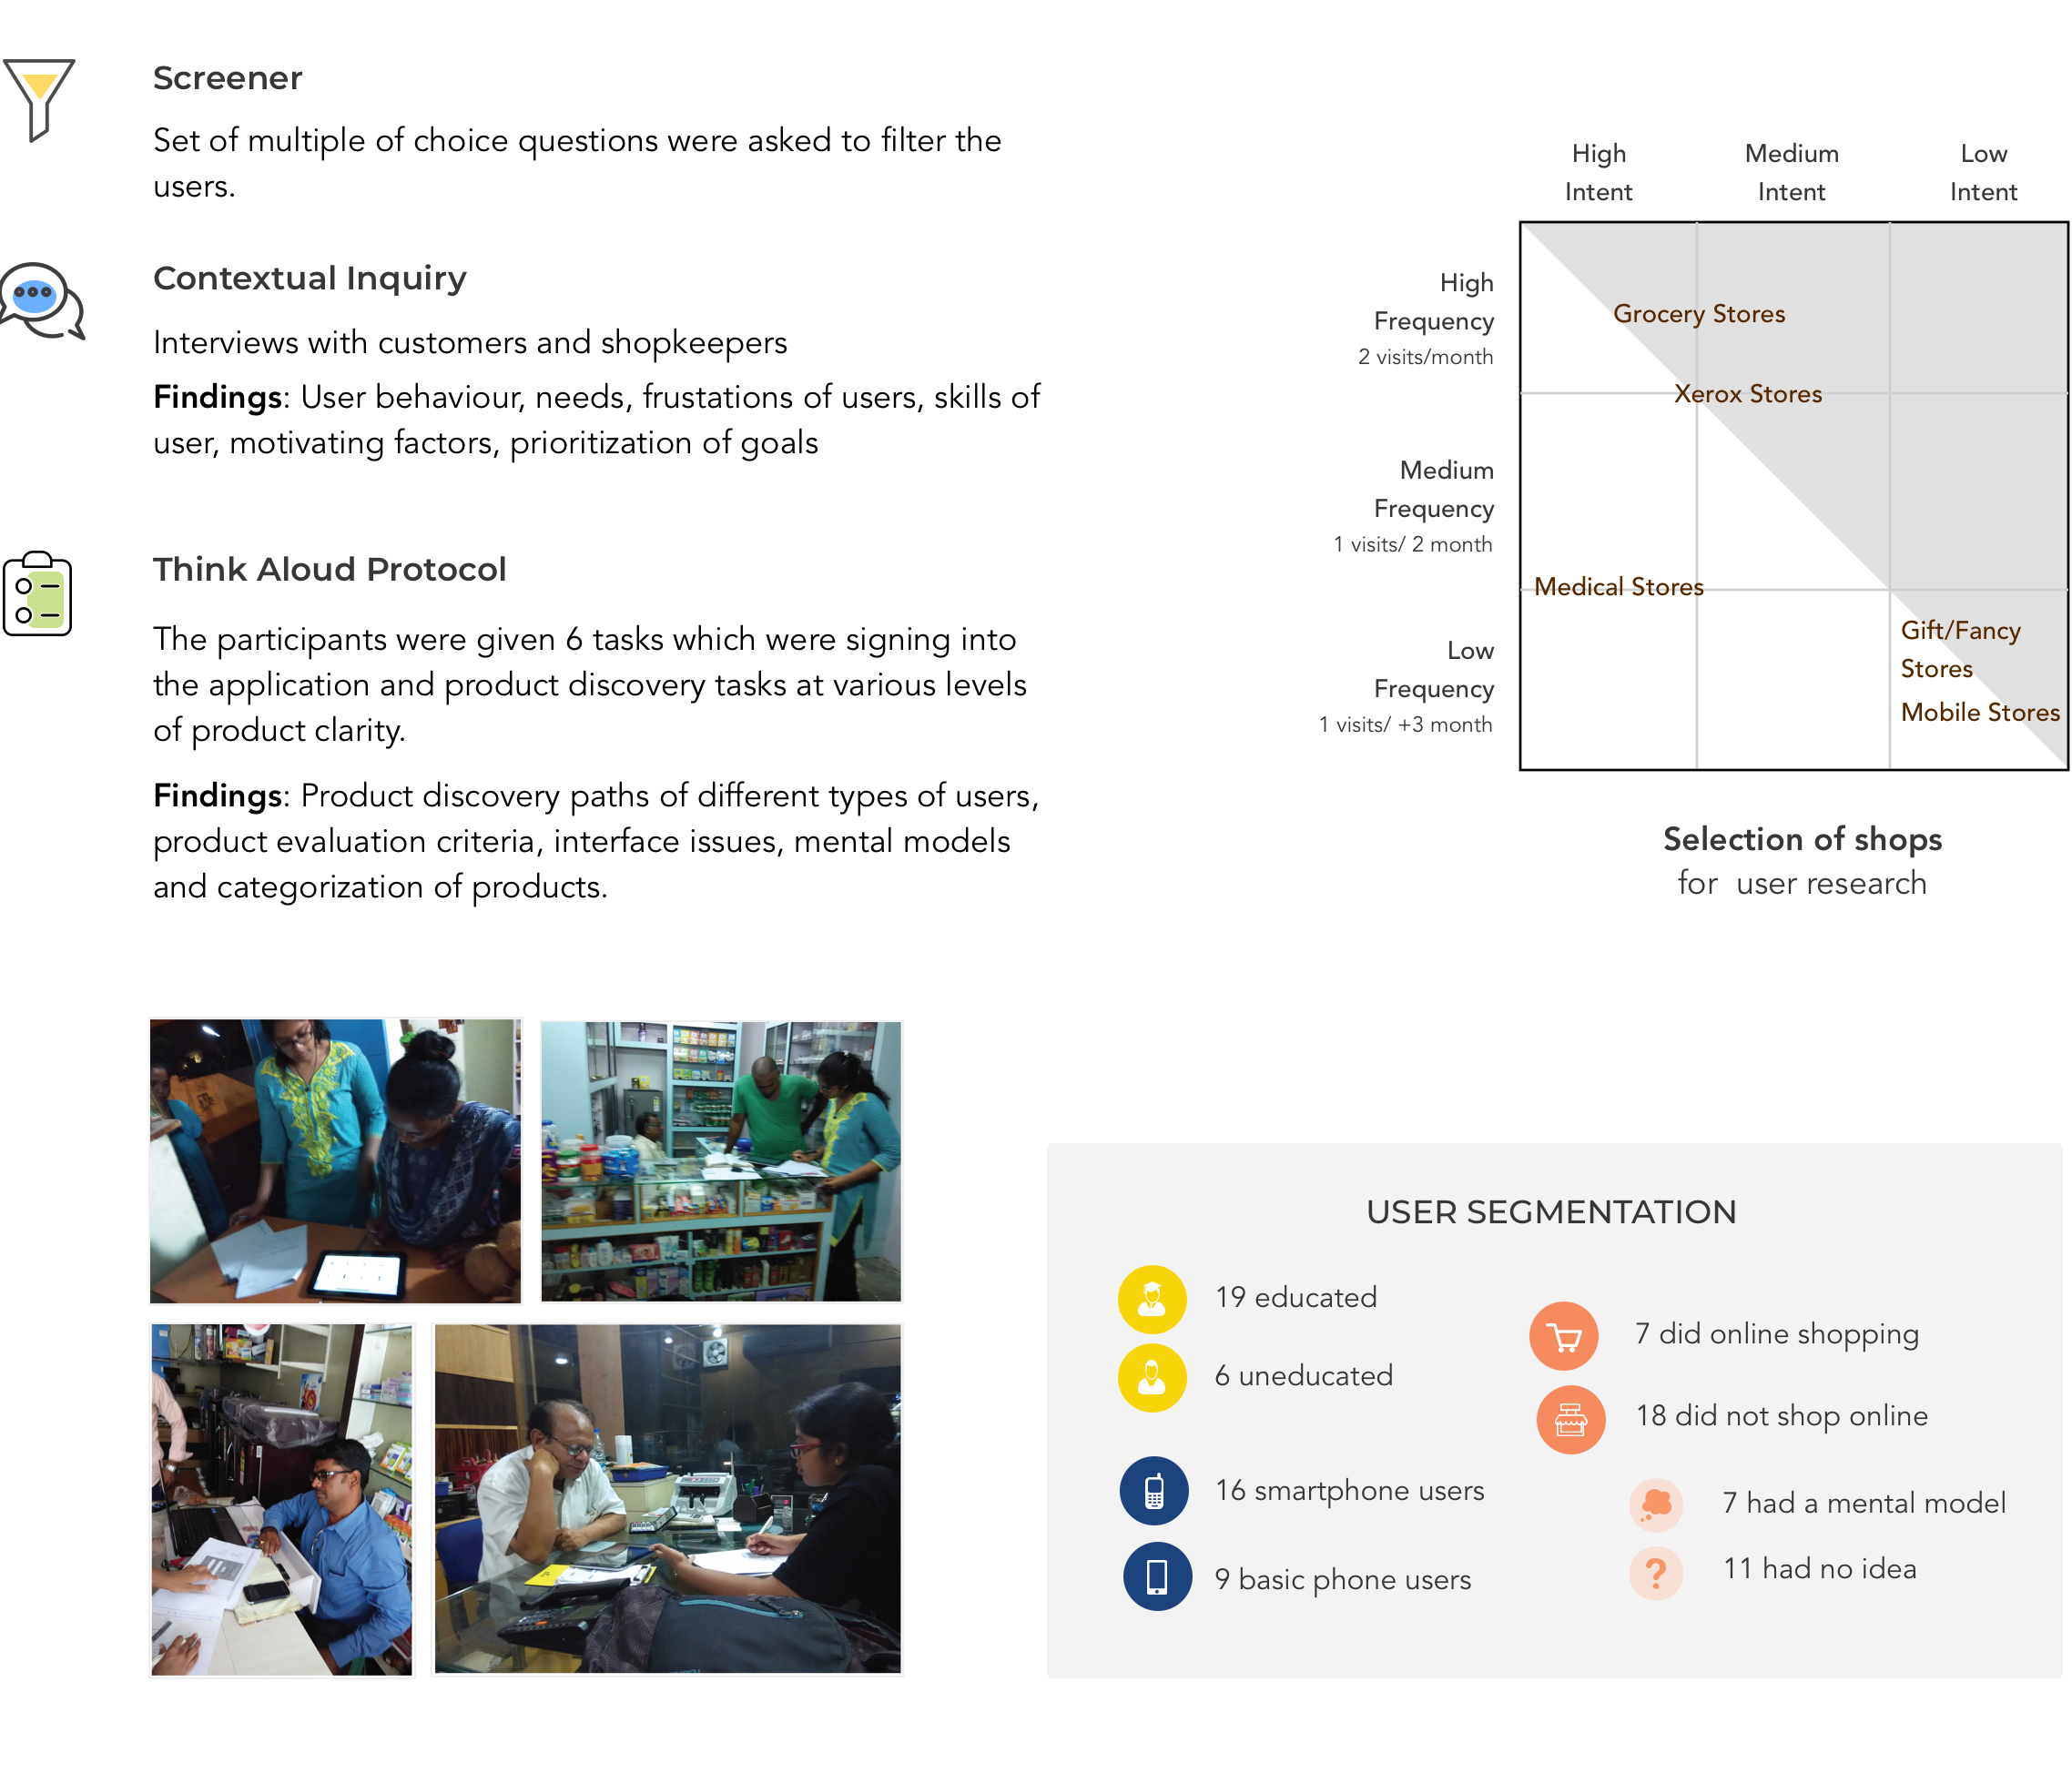 Screener
Set of multiple of choice questions were asked to filter the
users.
Contextual Inquiry
Interviews with customers and shopkeepers
Findings: User behaviour, needs, frustations of users, skills of
user, motivating factors, prioritization of goals
Think Aloud Protocol
The participants were given 6 tasks which were signing into
the application and product discovery tasks at various levels
of product clarity.
Findings: Product discovery paths of different types of users,
product evaluation criteria, interface issues, mental models
and categorization of products.
High
Intent
Medium
Intent
Low
Intent
High
Frequency
2 visits/month
Medium
Frequency
1 visits/ 2 month
Low
Frequency
1 visits/ +3 month
Grocery Stores
Xerox Stores
Medical Stores
Gift/Fancy
Stores
Mobile Stores
Selection of shops
for user research
USER SEGMENTATION
19 educated
6 uneducated
16 smartphone users
9 basic phone users
7 did online shopping
18 did not shop online
7 had a mental model
?
11 had no idea